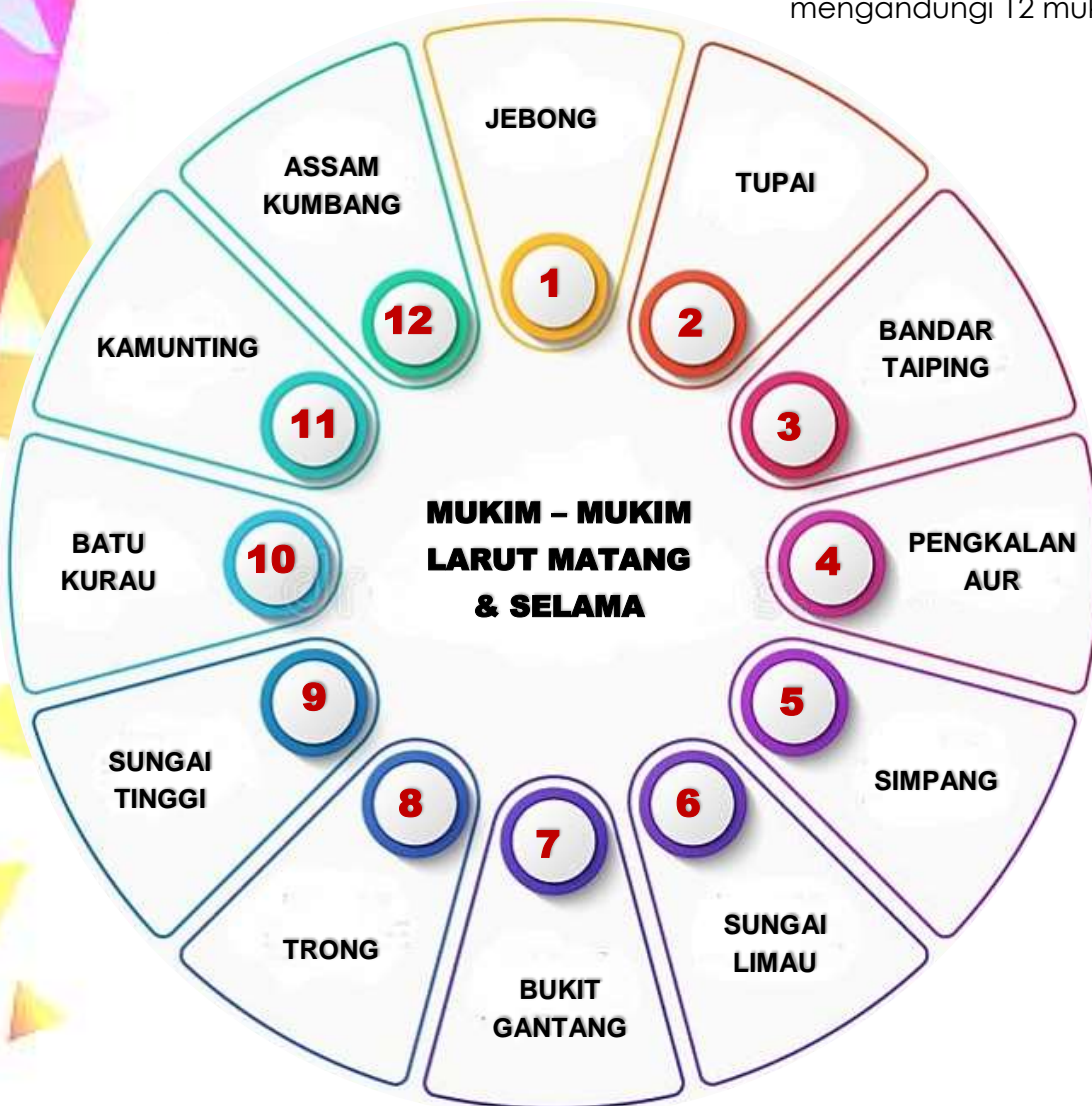 mengandungi 12
JEBONG
1
TUPAI
2
BANDAR
TAIPING
3
PENGKALAN
AUR
4
SIMPANG
5
SUNGAI
LIMAU
6
BUKIT
GANTANG
7
TRONG
8
SUNGAI
TINGGI
9
BATU
KURAU
10
KAMUNTING
11
ASSAM
KUMBANG
12
MUKIM – MUKIM
LARUT MATANG
& SELAMA